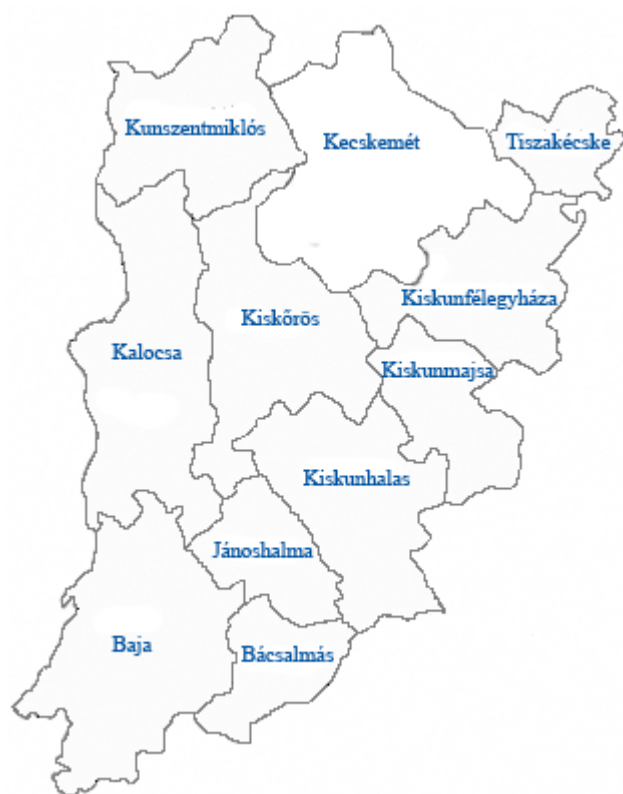 Kunszentmiklós
Kecskemét
Tiszakécske
Kiskunfélegyháza
Kiskőrös
Kalocsa
Kiskunmajsa
Kiskunhalas
Jánoshalma
Baja
Bácsalmás